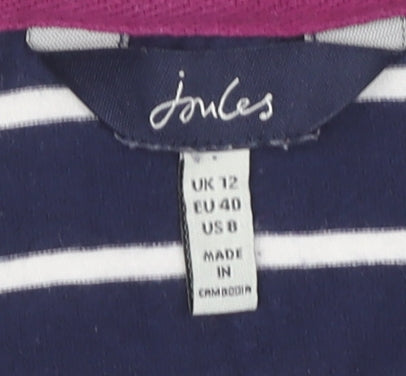 Joules
UK 12
EU 40
US 8
MADE
IN
CAMBODIA